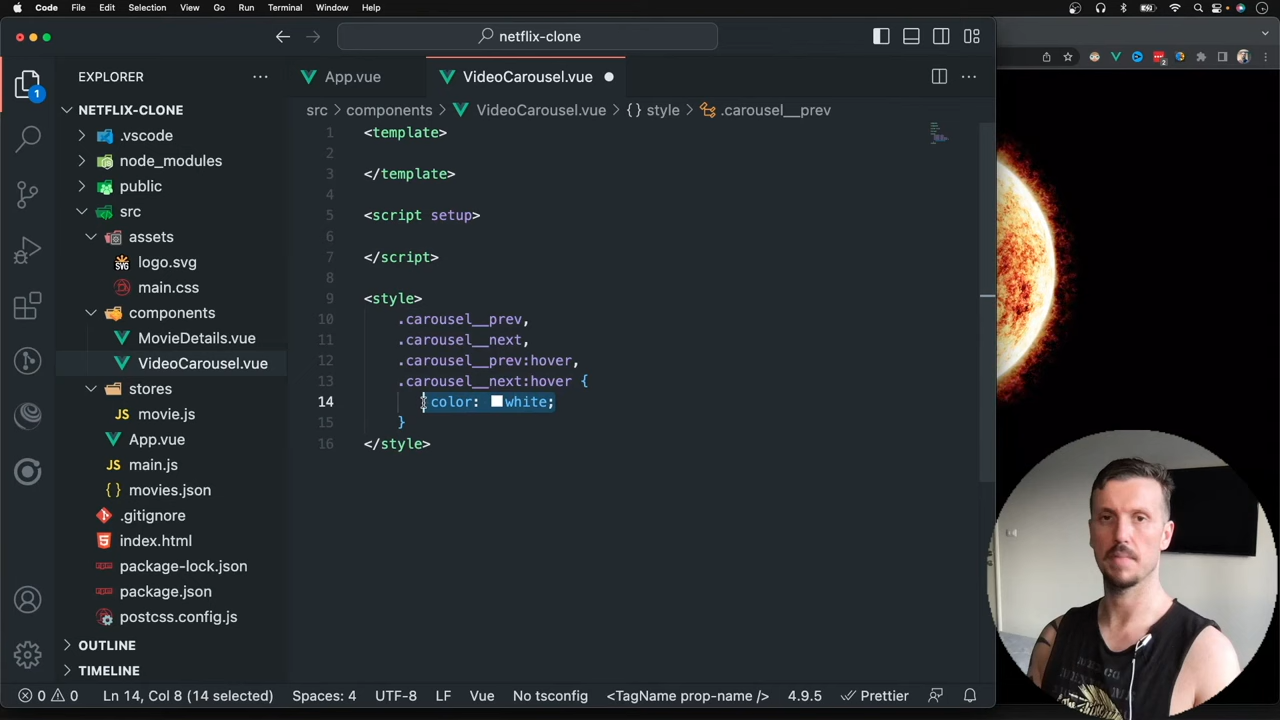 Code File Edit Selection View Go Run Terminal Window Help
netflix-clone
EXPLORER
App.vue
VideoCarousel.vue
NETFLIX-CLONE
src components VideoCarousel.vue { } style .carousel__prev
.vscode
node_modules
public
src
assets
logo.svg
main.css
components
MovieDetails.vue
VideoCarousel.vue
stores
JS movie.js
App.vue
JS main.js
{ } movies.json
.gitignore
index.html
package-lock.json
package.json
postcss.config.js
OUTLINE
TIMELINE
1 <template>
2
3 </template>
4
5 <script setup>
6
7 </script>
8
9 <style>
10 .carousel__prev,
11 .carousel__next,
12 .carousel__prev:hover,
13 .carousel__next:hover {
14 color: white;
15 }
16 </style>
0 0 Ln 14, Col 8 (14 selected) Spaces: 4 UTF-8 LF Vue No tsconfig <TagName prop-name /> 4.9.5 Prettier